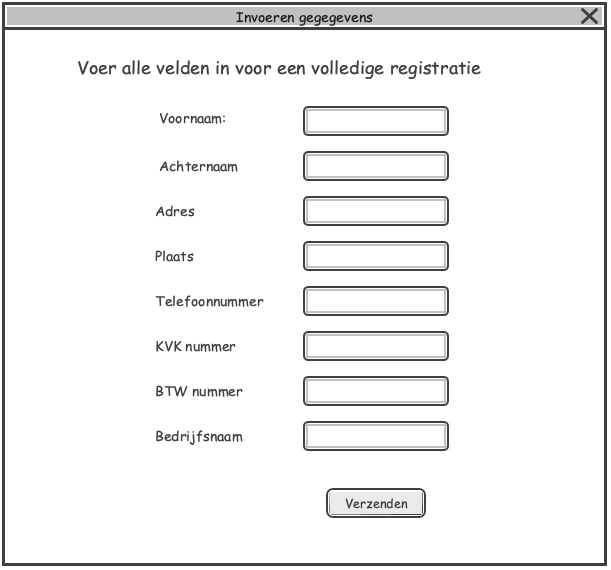 Invoeren gegegevens
Voer alle velden in voor een volledige registratie
Voornaam:
Achternaam
Adres
Plaats
Telefoonnummer
KVK nummer
BTW nummer
Bedrijfsnaam
Verzenden